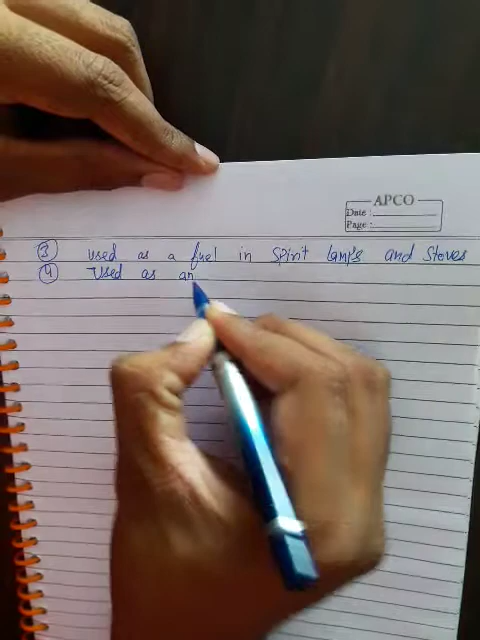 APCO
Date :
Page :
③ used as a fuel in spirit lamps and stoves
④ Used as an